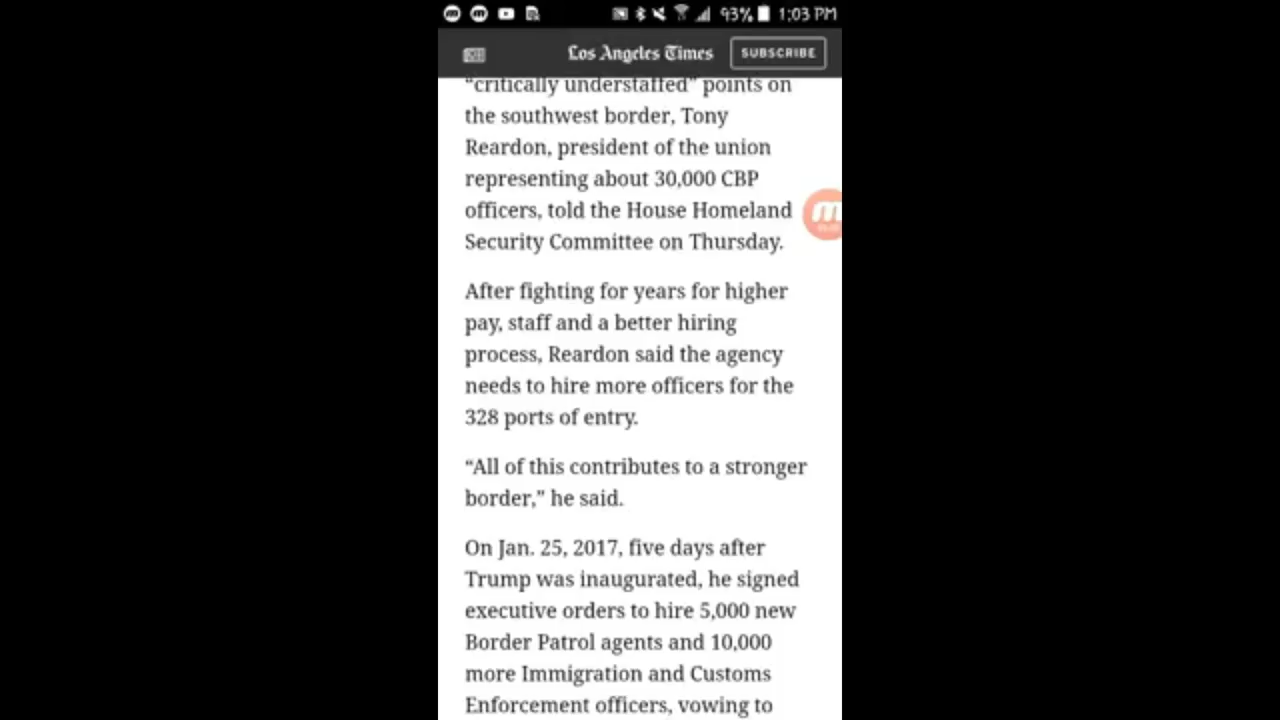 93% 1:03 PM
Los Angeles Times SUBSCRIBE
“critically understaffed” points on
the southwest border, Tony
Reardon, president of the union
representing about 30,000 CBP
officers, told the House Homeland
Security Committee on Thursday.
After fighting for years for higher
pay, staff and a better hiring
process, Reardon said the agency
needs to hire more officers for the
328 ports of entry.
“All of this contributes to a stronger
border,” he said.
On Jan. 25, 2017, five days after
Trump was inaugurated, he signed
executive orders to hire 5,000 new
Border Patrol agents and 10,000
more Immigration and Customs
Enforcement officers, vowing to